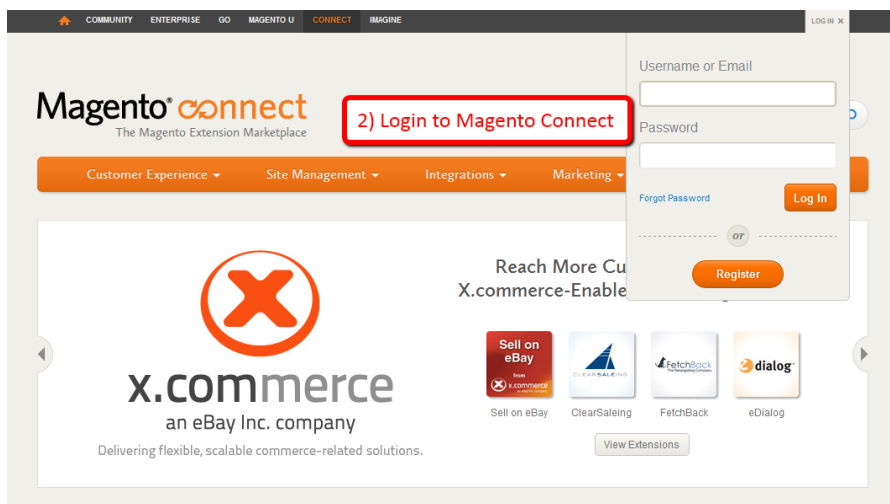 COMMUNITY ENTERPRISE GO MAGENTO U CONNECT IMAGINE LOG IN X
Username or Email
Magento® connect
The Magento Extension Marketplace
2) Login to Magento Connect
Password
Customer Experience Site Management Integrations Marketing
Forgot Password Log In
or
Register
Reach More Cu
X.commerce-Enable
Sell on
eBay
from
x.commerce
CLEARSALEING
FetchBack
dialog
x.commerce
an eBay Inc. company
Delivering flexible, scalable commerce-related solutions.
Sell on eBay ClearSaleing FetchBack eDialog
View Extensions